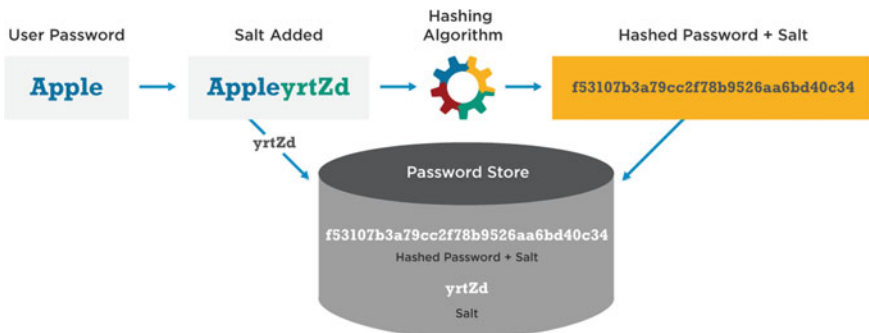 User Password
Salt Added
Hashing
Algorithm
Hashed Password + Salt
Apple
AppleyrtZd
f53107b3a79cc2f78b9526aa6bd40c34
yrtZd
Password Store
f53107b3a79cc2f78b9526aa6bd40c34
Hashed Password + Salt
yrtZd
Salt